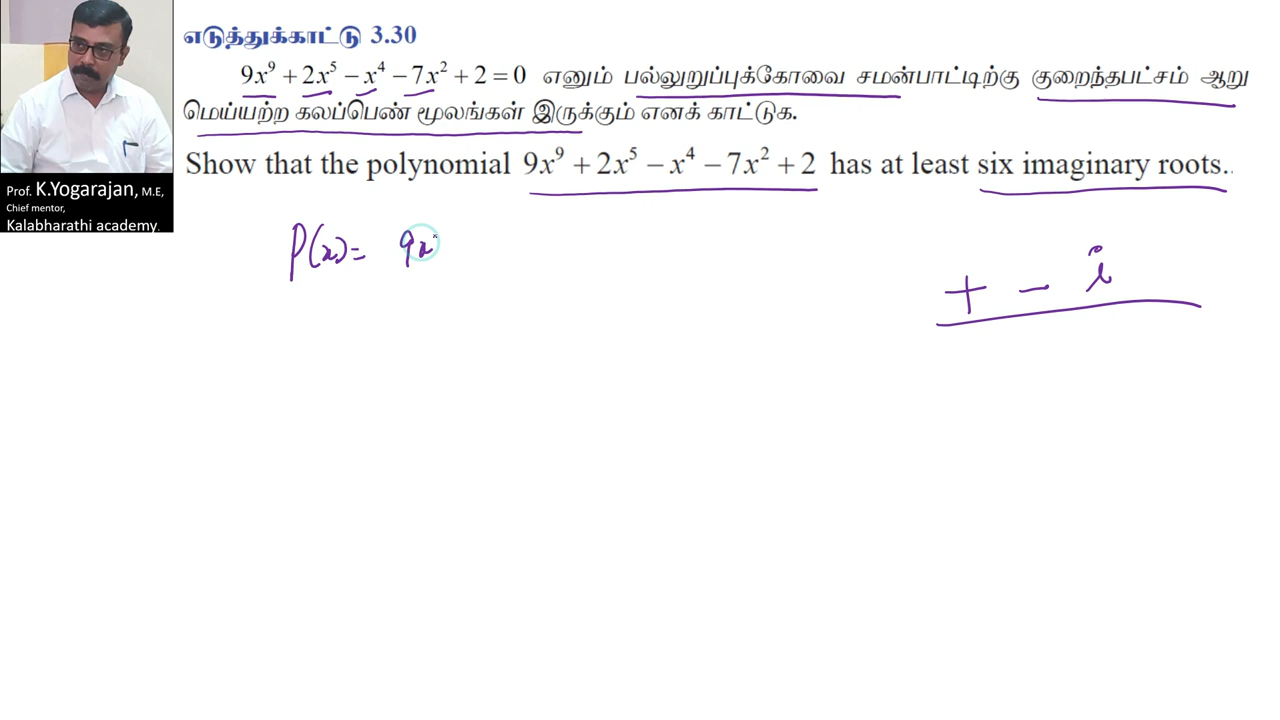 எடுத்துக்காட்டு 3.30
9x⁹ + 2x⁵ − x⁴ − 7x² + 2 = 0 எனும் பல்லுறுப்புக்கோவை சமன்பாட்டிற்கு குறைந்தபட்சம் ஆறு
மெய்யற்ற கலப்பெண் மூலங்கள் இருக்கும் எனக் காட்டுக.
Show that the polynomial 9x⁹ + 2x⁵ − x⁴ − 7x² + 2 has at least six imaginary roots..
Prof. K.Yogarajan, M.E,
Chief mentor,
Kalabharathi academy.
P(x) = 9x
+ − i